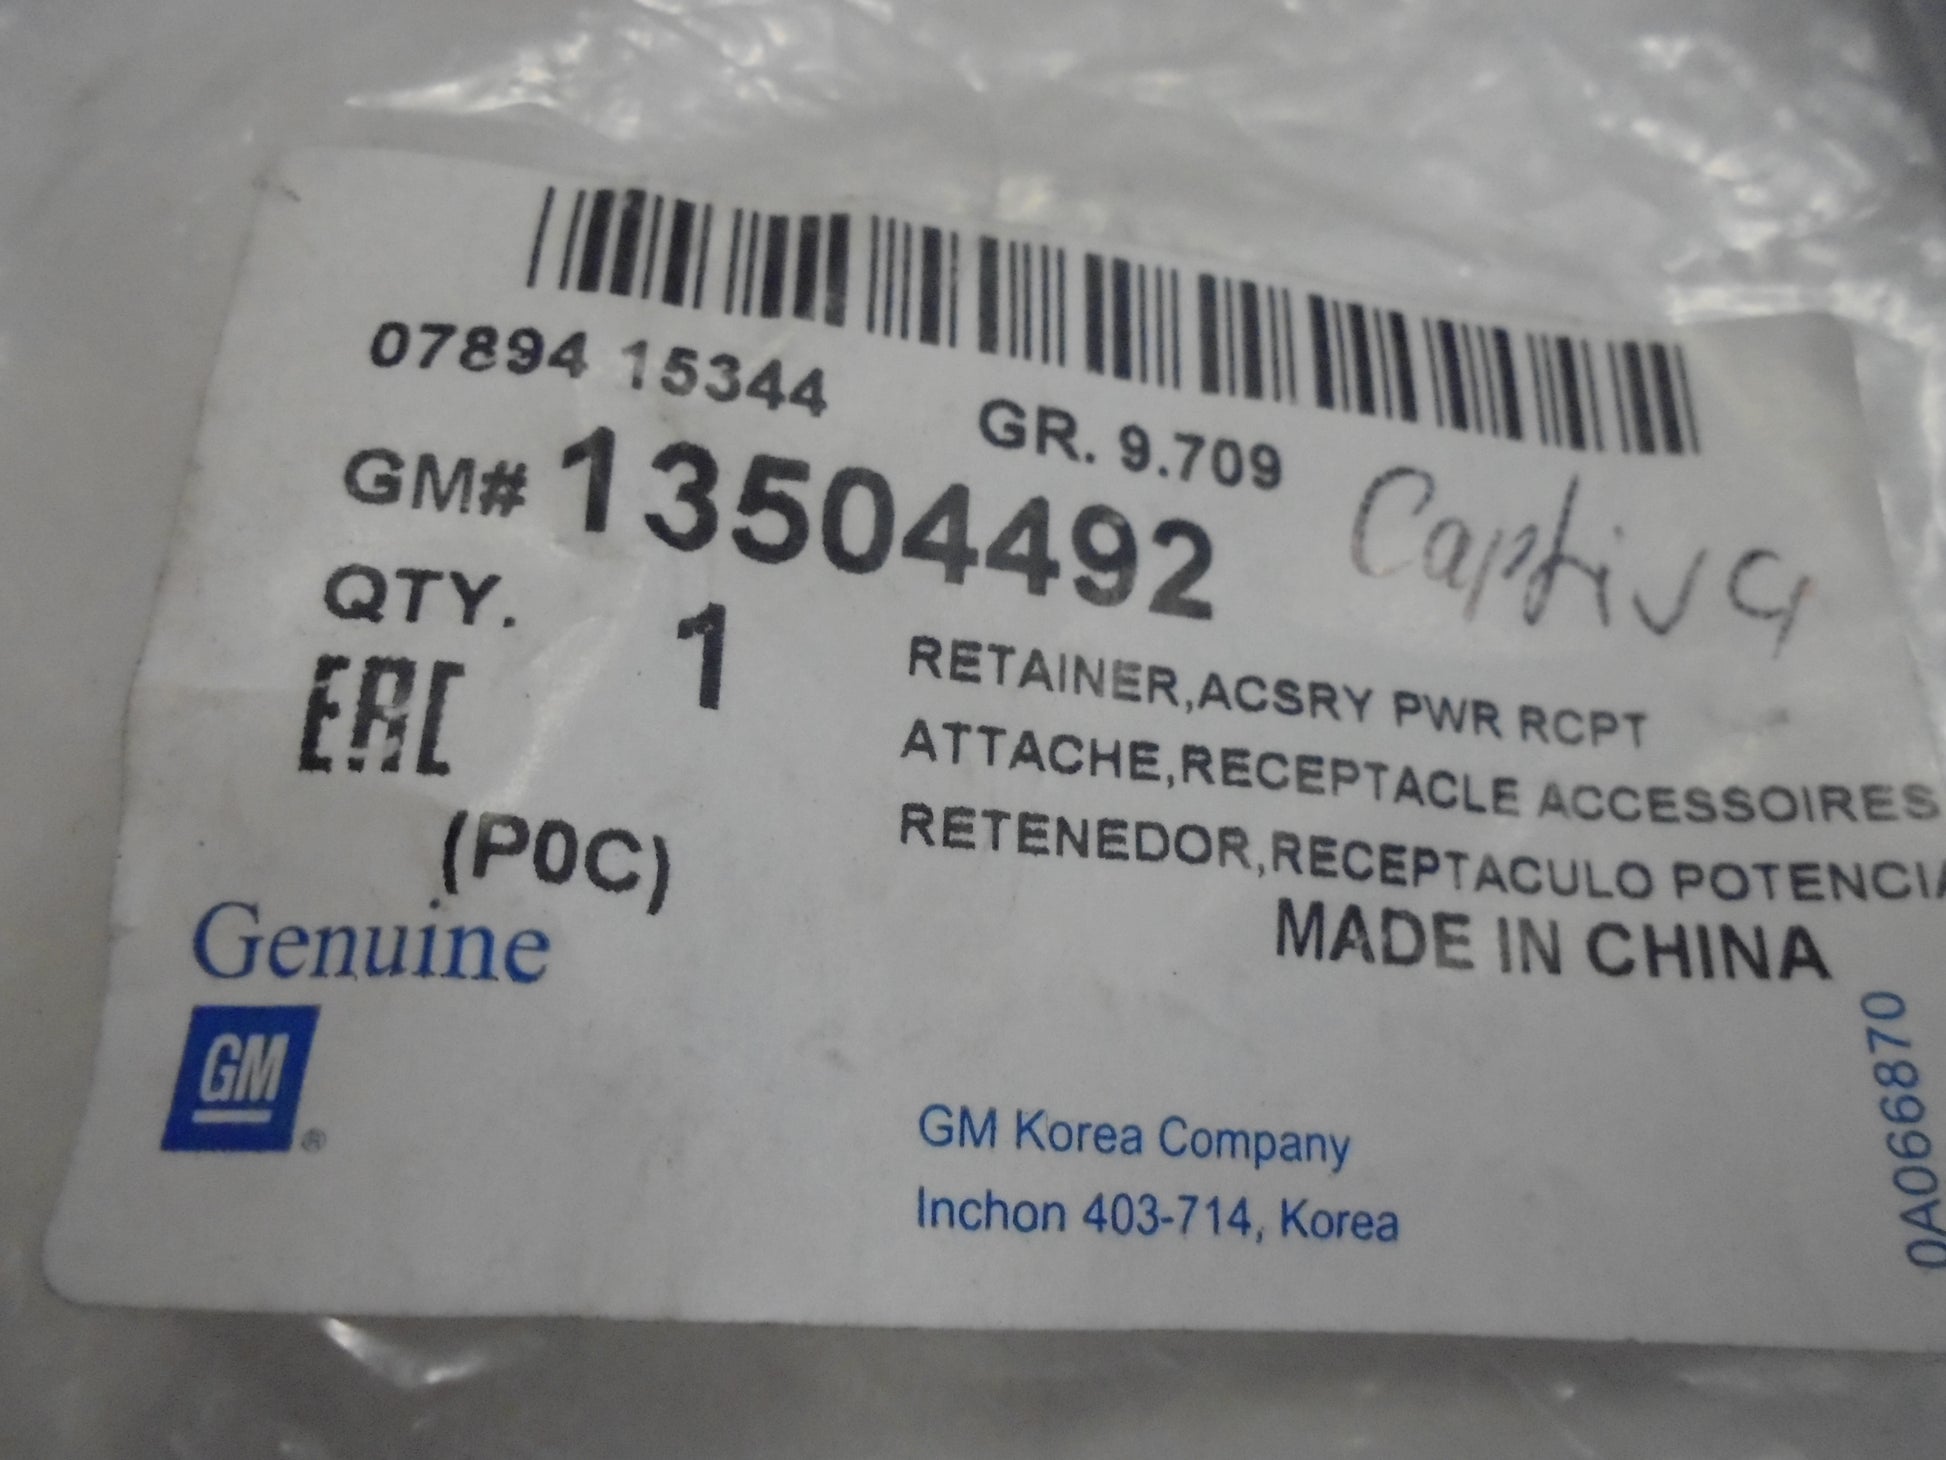 07894 15344
GR. 9.709
GM# 13504492
Captiva
QTY. 1
EAC
RETAINER,ACSRY PWR RCPT
ATTACHE,RECEPTACLE ACCESSOIRES
RETENEDOR,RECEPTACULO POTENCIA
(P0C)
MADE IN CHINA
Genuine
GM
®
GM Korea Company
Inchon 403-714, Korea
0A066870